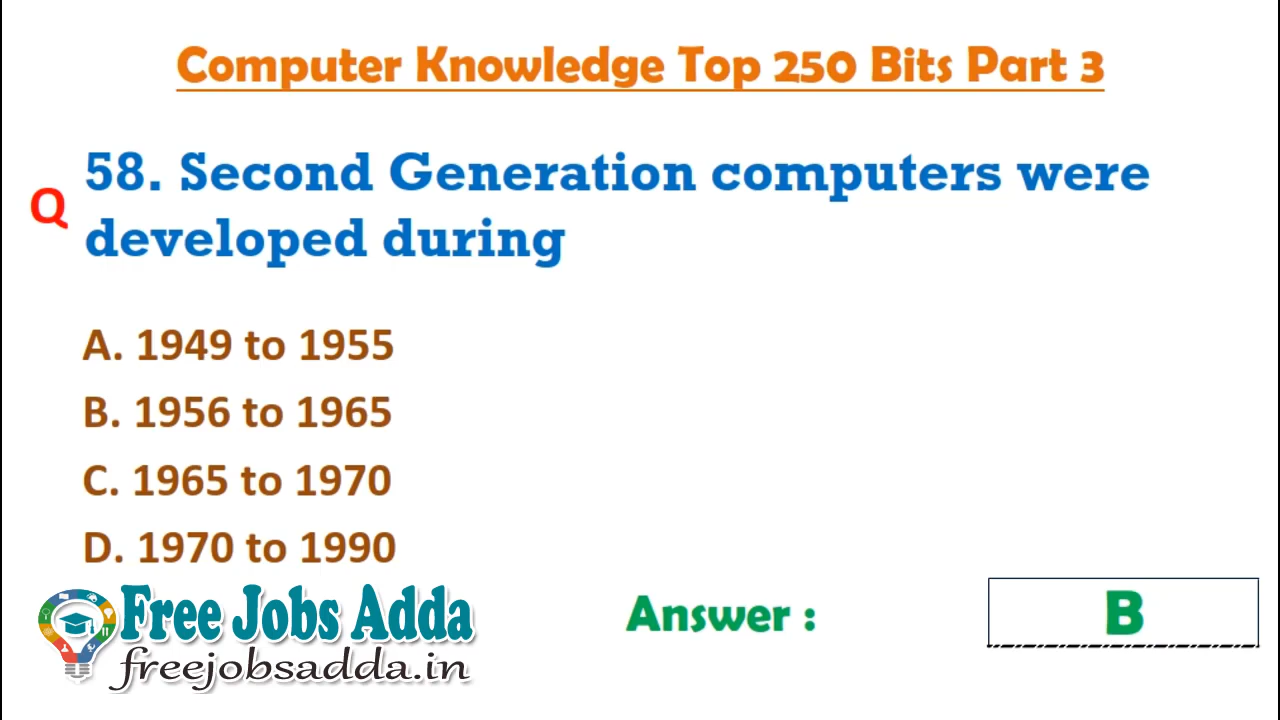 Computer Knowledge Top 250 Bits Part 3
Q
58. Second Generation computers were
developed during
A. 1949 to 1955
B. 1956 to 1965
C. 1965 to 1970
D. 1970 to 1990
Free Jobs Adda
freejobsadda.in
Answer :
B